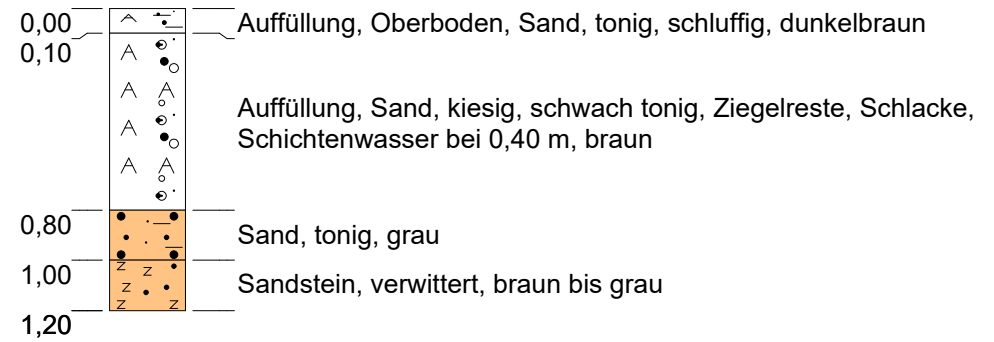 0,00
Auffüllung, Oberboden, Sand, tonig, schluffig, dunkelbraun
0,10
Auffüllung, Sand, kiesig, schwach tonig, Ziegelreste, Schlacke,
Schichtenwasser bei 0,40 m, braun
0,80
Sand, tonig, grau
1,00
Sandstein, verwittert, braun bis grau
1,20